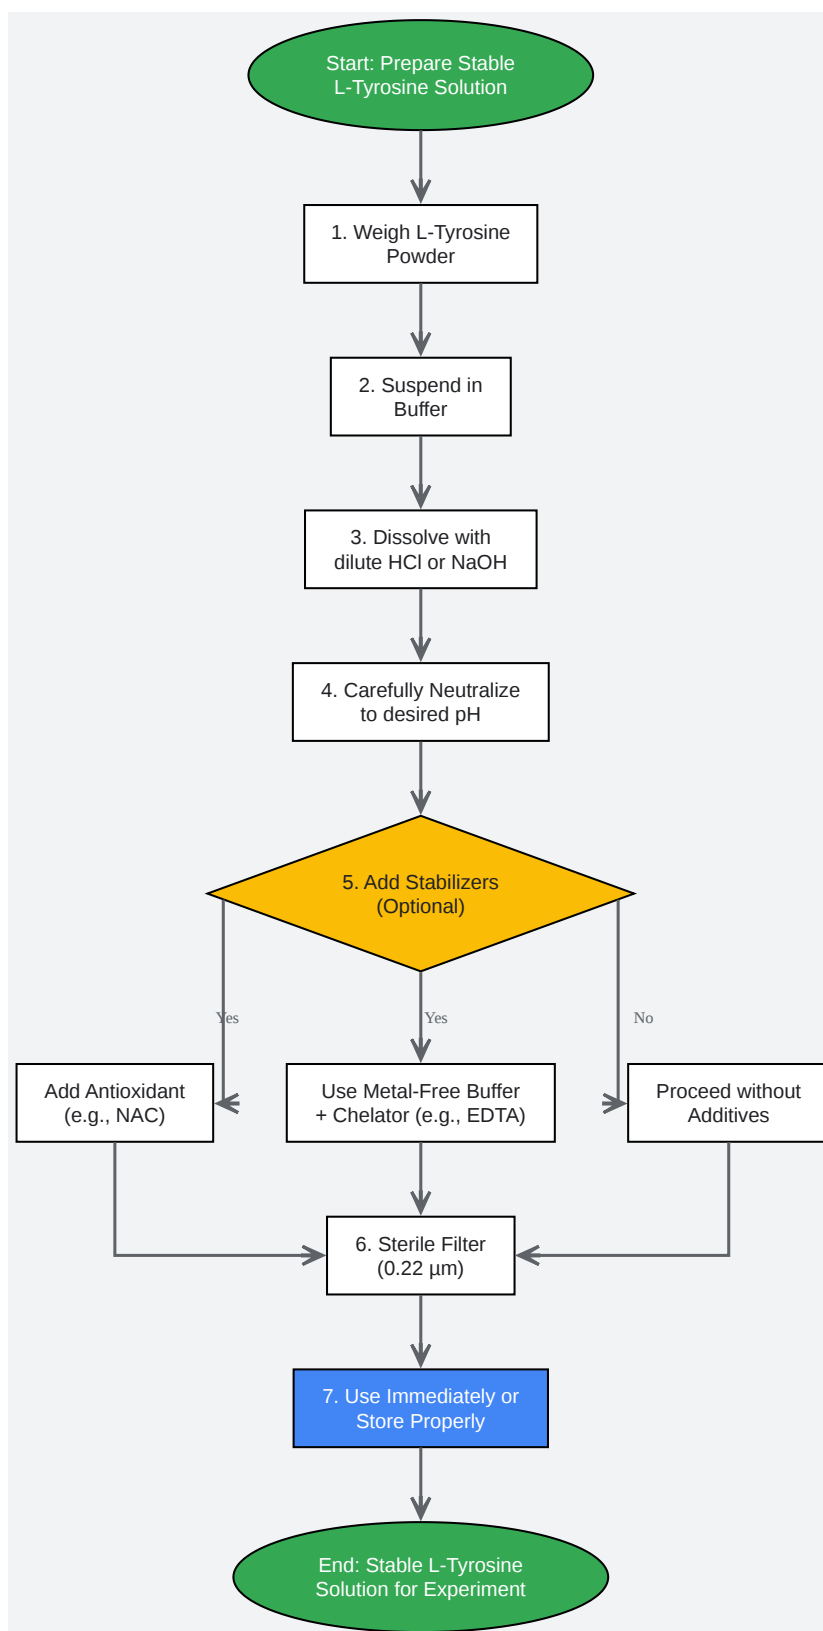 Start: Prepare Stable
L-Tyrosine Solution
1. Weigh L-Tyrosine
Powder
2. Suspend in
Buffer
3. Dissolve with
dilute HCl or NaOH
4. Carefully Neutralize
to desired pH
5. Add Stabilizers
(Optional)
Yes
Yes
No
Add Antioxidant
(e.g., NAC)
Use Metal-Free Buffer
+ Chelator (e.g., EDTA)
Proceed without
Additives
6. Sterile Filter
(0.22 µm)
7. Use Immediately or
Store Properly
End: Stable L-Tyrosine
Solution for Experiment